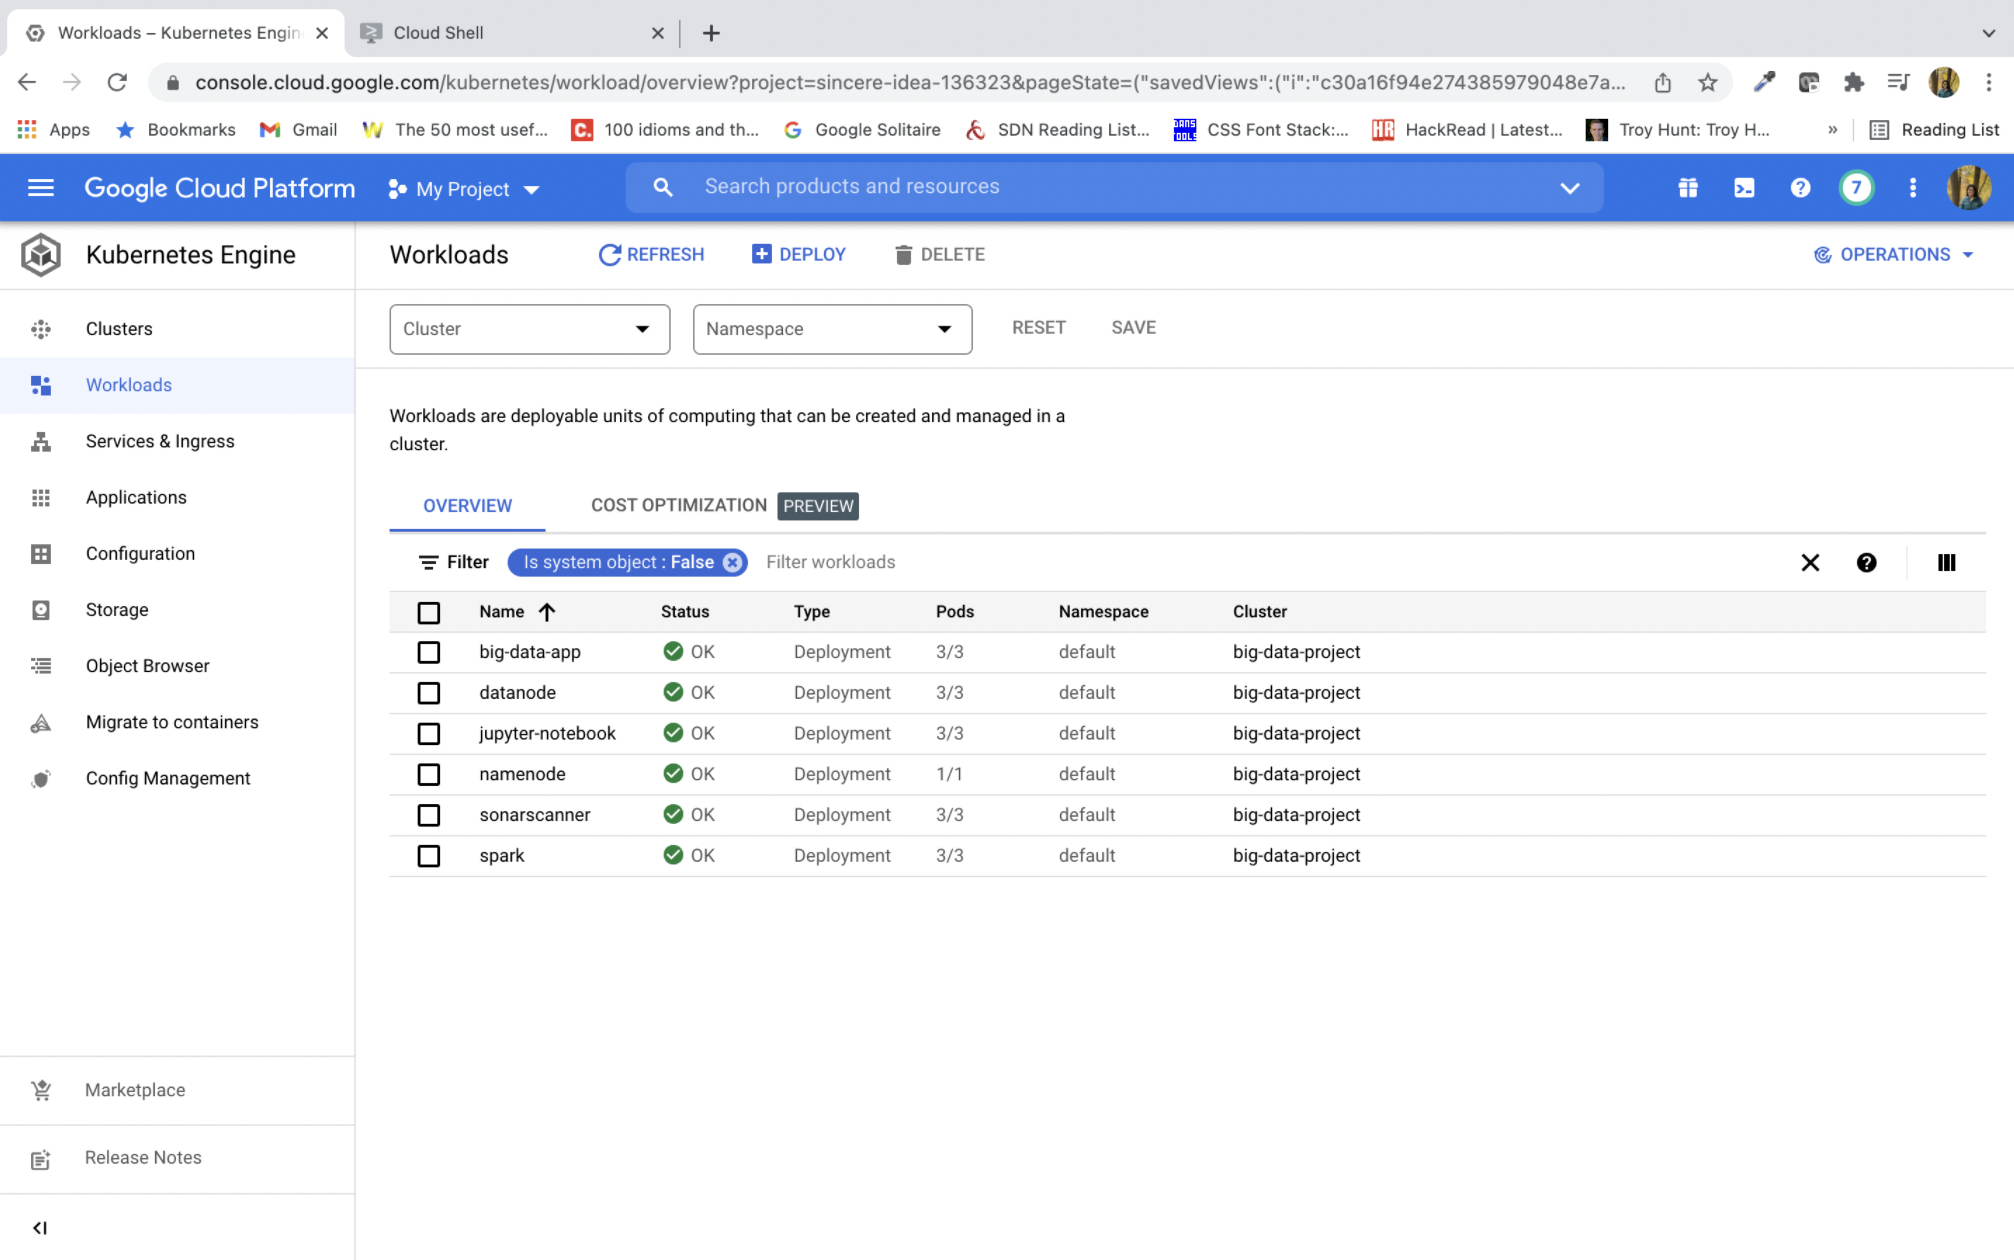 Workloads – Kubernetes Engin
Cloud Shell
console.cloud.google.com/kubernetes/workload/overview?project=sincere-idea-136323&pageState=("savedViews":("i":"c30a16f94e274385979048e7a...
Apps
Bookmarks
Gmail
The 50 most usef...
100 idioms and th...
Google Solitaire
SDN Reading List...
CSS Font Stack:...
HackRead | Latest...
Troy Hunt: Troy H...
»
Reading List
Google Cloud Platform
My Project
Search products and resources
7
Kubernetes Engine
Workloads
REFRESH
DEPLOY
DELETE
OPERATIONS
Clusters
Workloads
Services & Ingress
Applications
Configuration
Storage
Object Browser
Migrate to containers
Config Management
Marketplace
Release Notes
Cluster
Namespace
RESET
SAVE
Workloads are deployable units of computing that can be created and managed in a
cluster.
OVERVIEW
COST OPTIMIZATION PREVIEW
Filter
Is system object : False
Filter workloads
Name Status Type Pods Namespace Cluster
big-data-app OK Deployment 3/3 default big-data-project
datanode OK Deployment 3/3 default big-data-project
jupyter-notebook OK Deployment 3/3 default big-data-project
namenode OK Deployment 1/1 default big-data-project
sonarscanner OK Deployment 3/3 default big-data-project
spark OK Deployment 3/3 default big-data-project